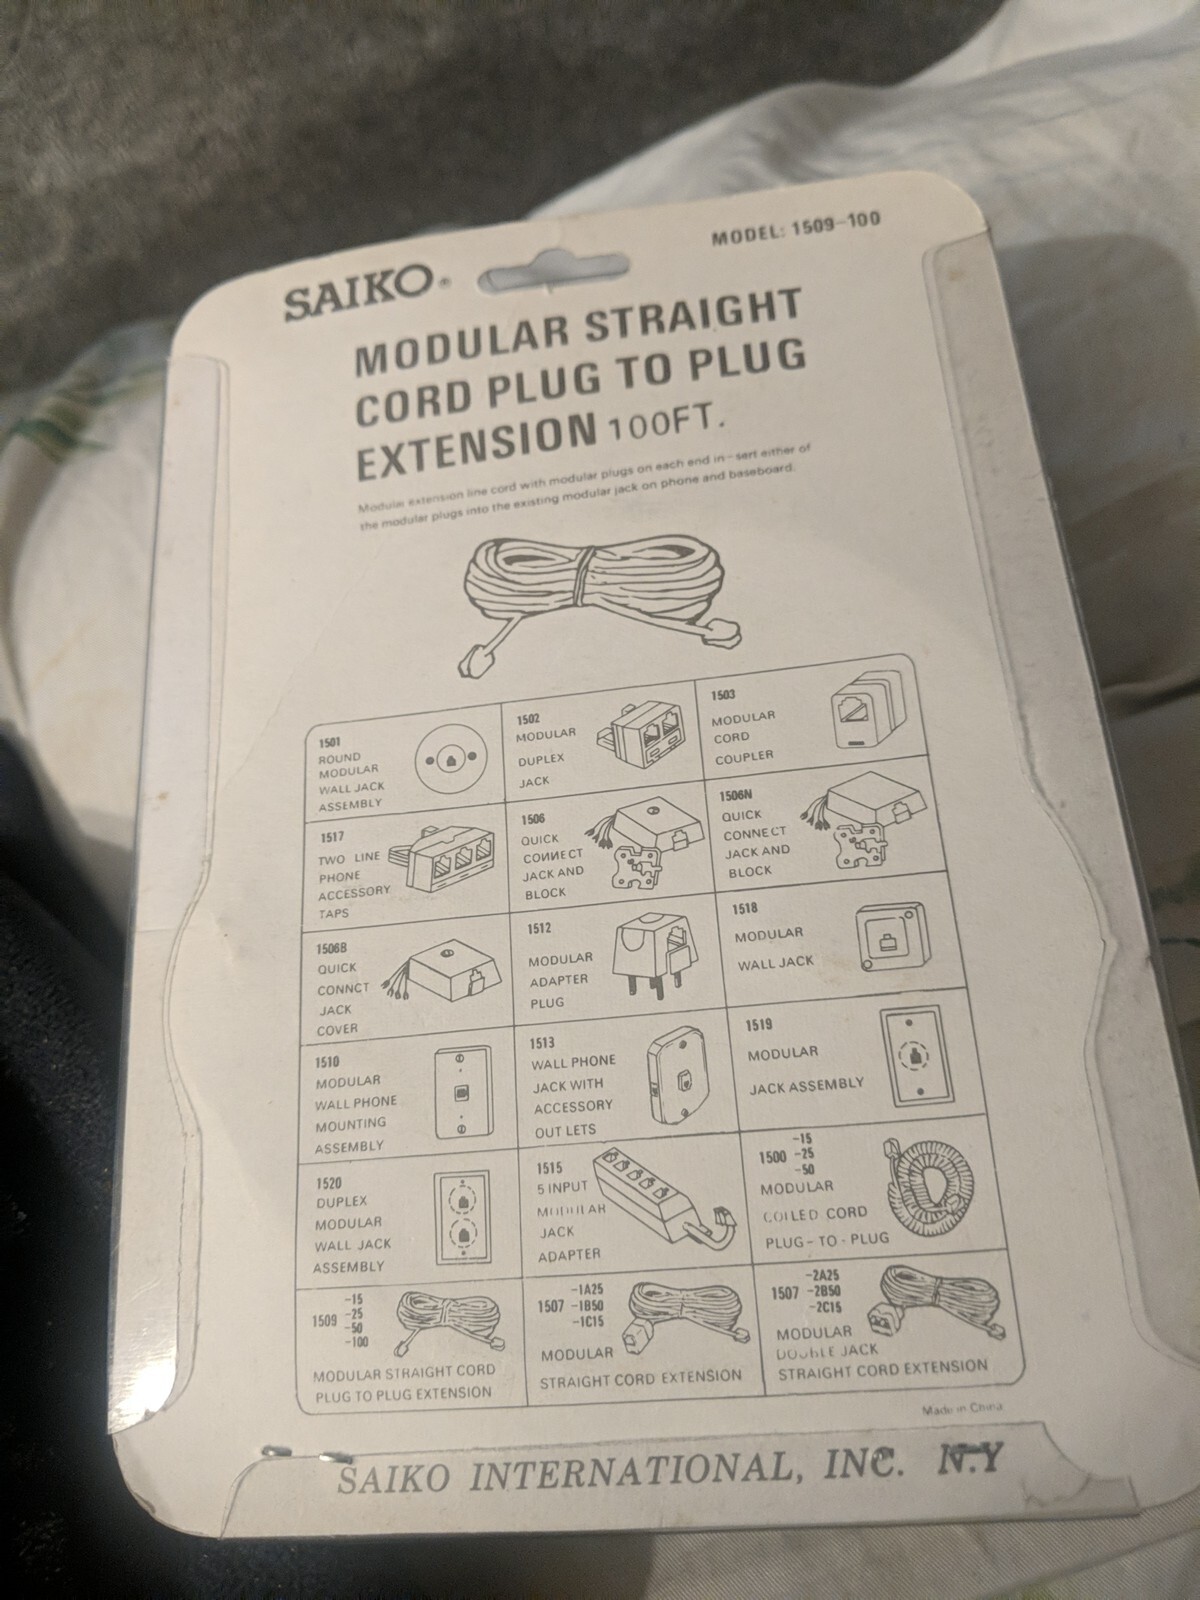 SAIKO®
MODEL: 1509-100
MODULAR STRAIGHT
CORD PLUG TO PLUG
EXTENSION 100FT.
Modular extension line cord with modular plugs on each end in-sert either of
the modular plugs into the existing modular jack on phone and baseboard.
1501
ROUND
MODULAR
WALL JACK
ASSEMBLY
1502
MODULAR
DUPLEX
JACK
1503
MODULAR
CORD
COUPLER
1517
TWO LINE
PHONE
ACCESSORY
TAPS
1506
QUICK
CONNECT
JACK AND
BLOCK
1506N
QUICK
CONNECT
JACK AND
BLOCK
1506B
QUICK
CONNCT
JACK
COVER
1512
MODULAR
ADAPTER
PLUG
1518
MODULAR
WALL JACK
1510
MODULAR
WALL PHONE
MOUNTING
ASSEMBLY
1513
WALL PHONE
JACK WITH
ACCESSORY
OUT LETS
1519
MODULAR
JACK ASSEMBLY
1520
DUPLEX
MODULAR
WALL JACK
ASSEMBLY
1515
5 INPUT
MODULAR
JACK
ADAPTER
-15
1500 -25
-50
MODULAR
COILED CORD
PLUG-TO-PLUG
-15
1509 -25
-50
-100
MODULAR STRAIGHT CORD
PLUG TO PLUG EXTENSION
-1A25
1507 -1B50
-1C15
MODULAR
STRAIGHT CORD EXTENSION
-2A25
1507 -2B50
-2C15
MODULAR
DOUBLE JACK
STRAIGHT CORD EXTENSION
Made in China
SAIKO INTERNATIONAL, INC. N.Y